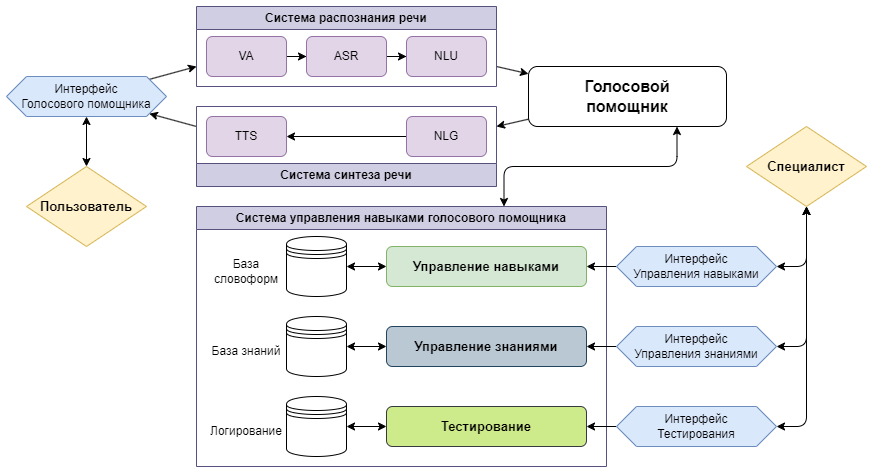 Система распознания речи
VA
ASR
NLU
Интерфейс
Голосового помощника
Голосовой
помощник
TTS
NLG
Система синтеза речи
Пользователь
Специалист
Система управления навыками голосового помощника
База
словоформ
Управление навыками
Интерфейс
Управления навыками
База знаний
Управление знаниями
Интерфейс
Управления знаниями
Логирование
Тестирование
Интерфейс
Тестирования